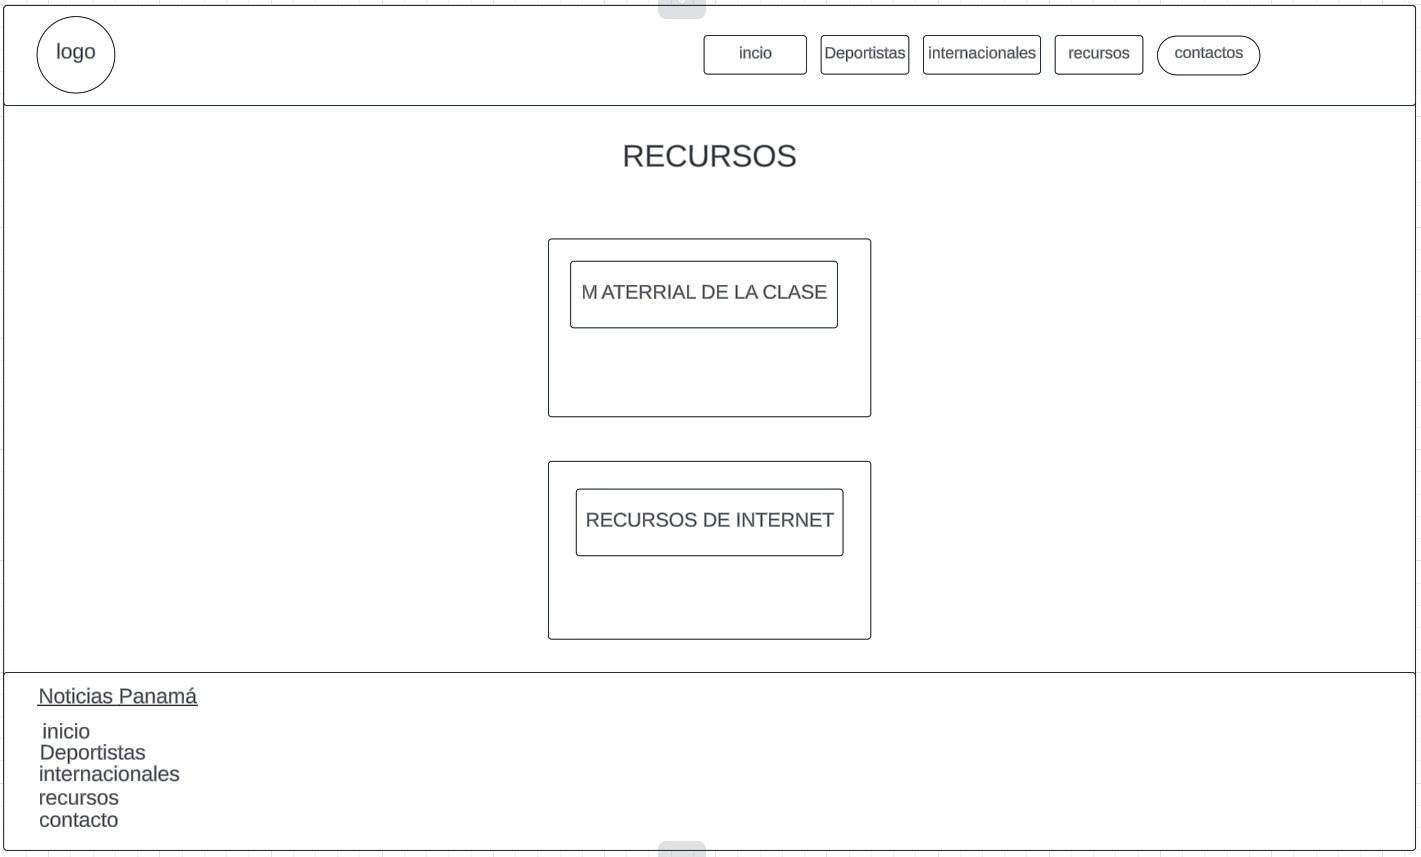 logo
incio
Deportistas
internacionales
recursos
contactos
RECURSOS
M ATERRIAL DE LA CLASE
RECURSOS DE INTERNET
Noticias Panamá
inicio
Deportistas
internacionales
recursos
contacto